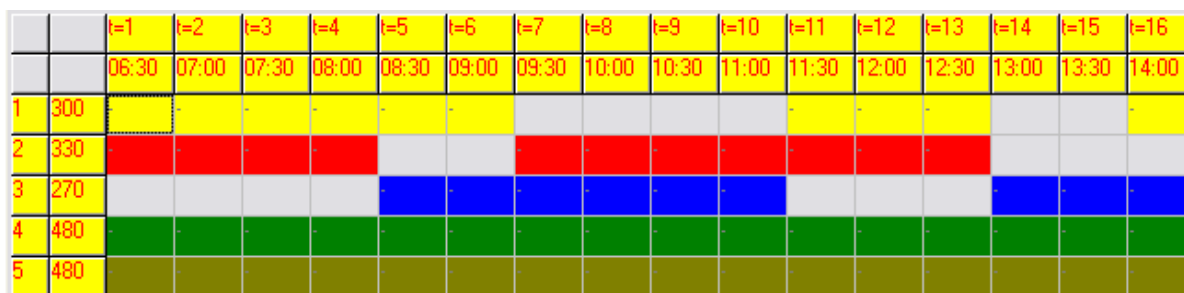 t=1 t=2 t=3 t=4 t=5 t=6 t=7 t=8 t=9 t=10 t=11 t=12 t=13 t=14 t=15 t=16
06:30 07:00 07:30 08:00 08:30 09:00 09:30 10:00 10:30 11:00 11:30 12:00 12:30 13:00 13:30 14:00
1 300 - - - - - - - - - -
2 330 - - - - - - - - - - -
3 270 - - - - - - - - -
4 480 - - - - - - - - - - - - - - - -
5 480 - - - - - - - - - - - - - - - -